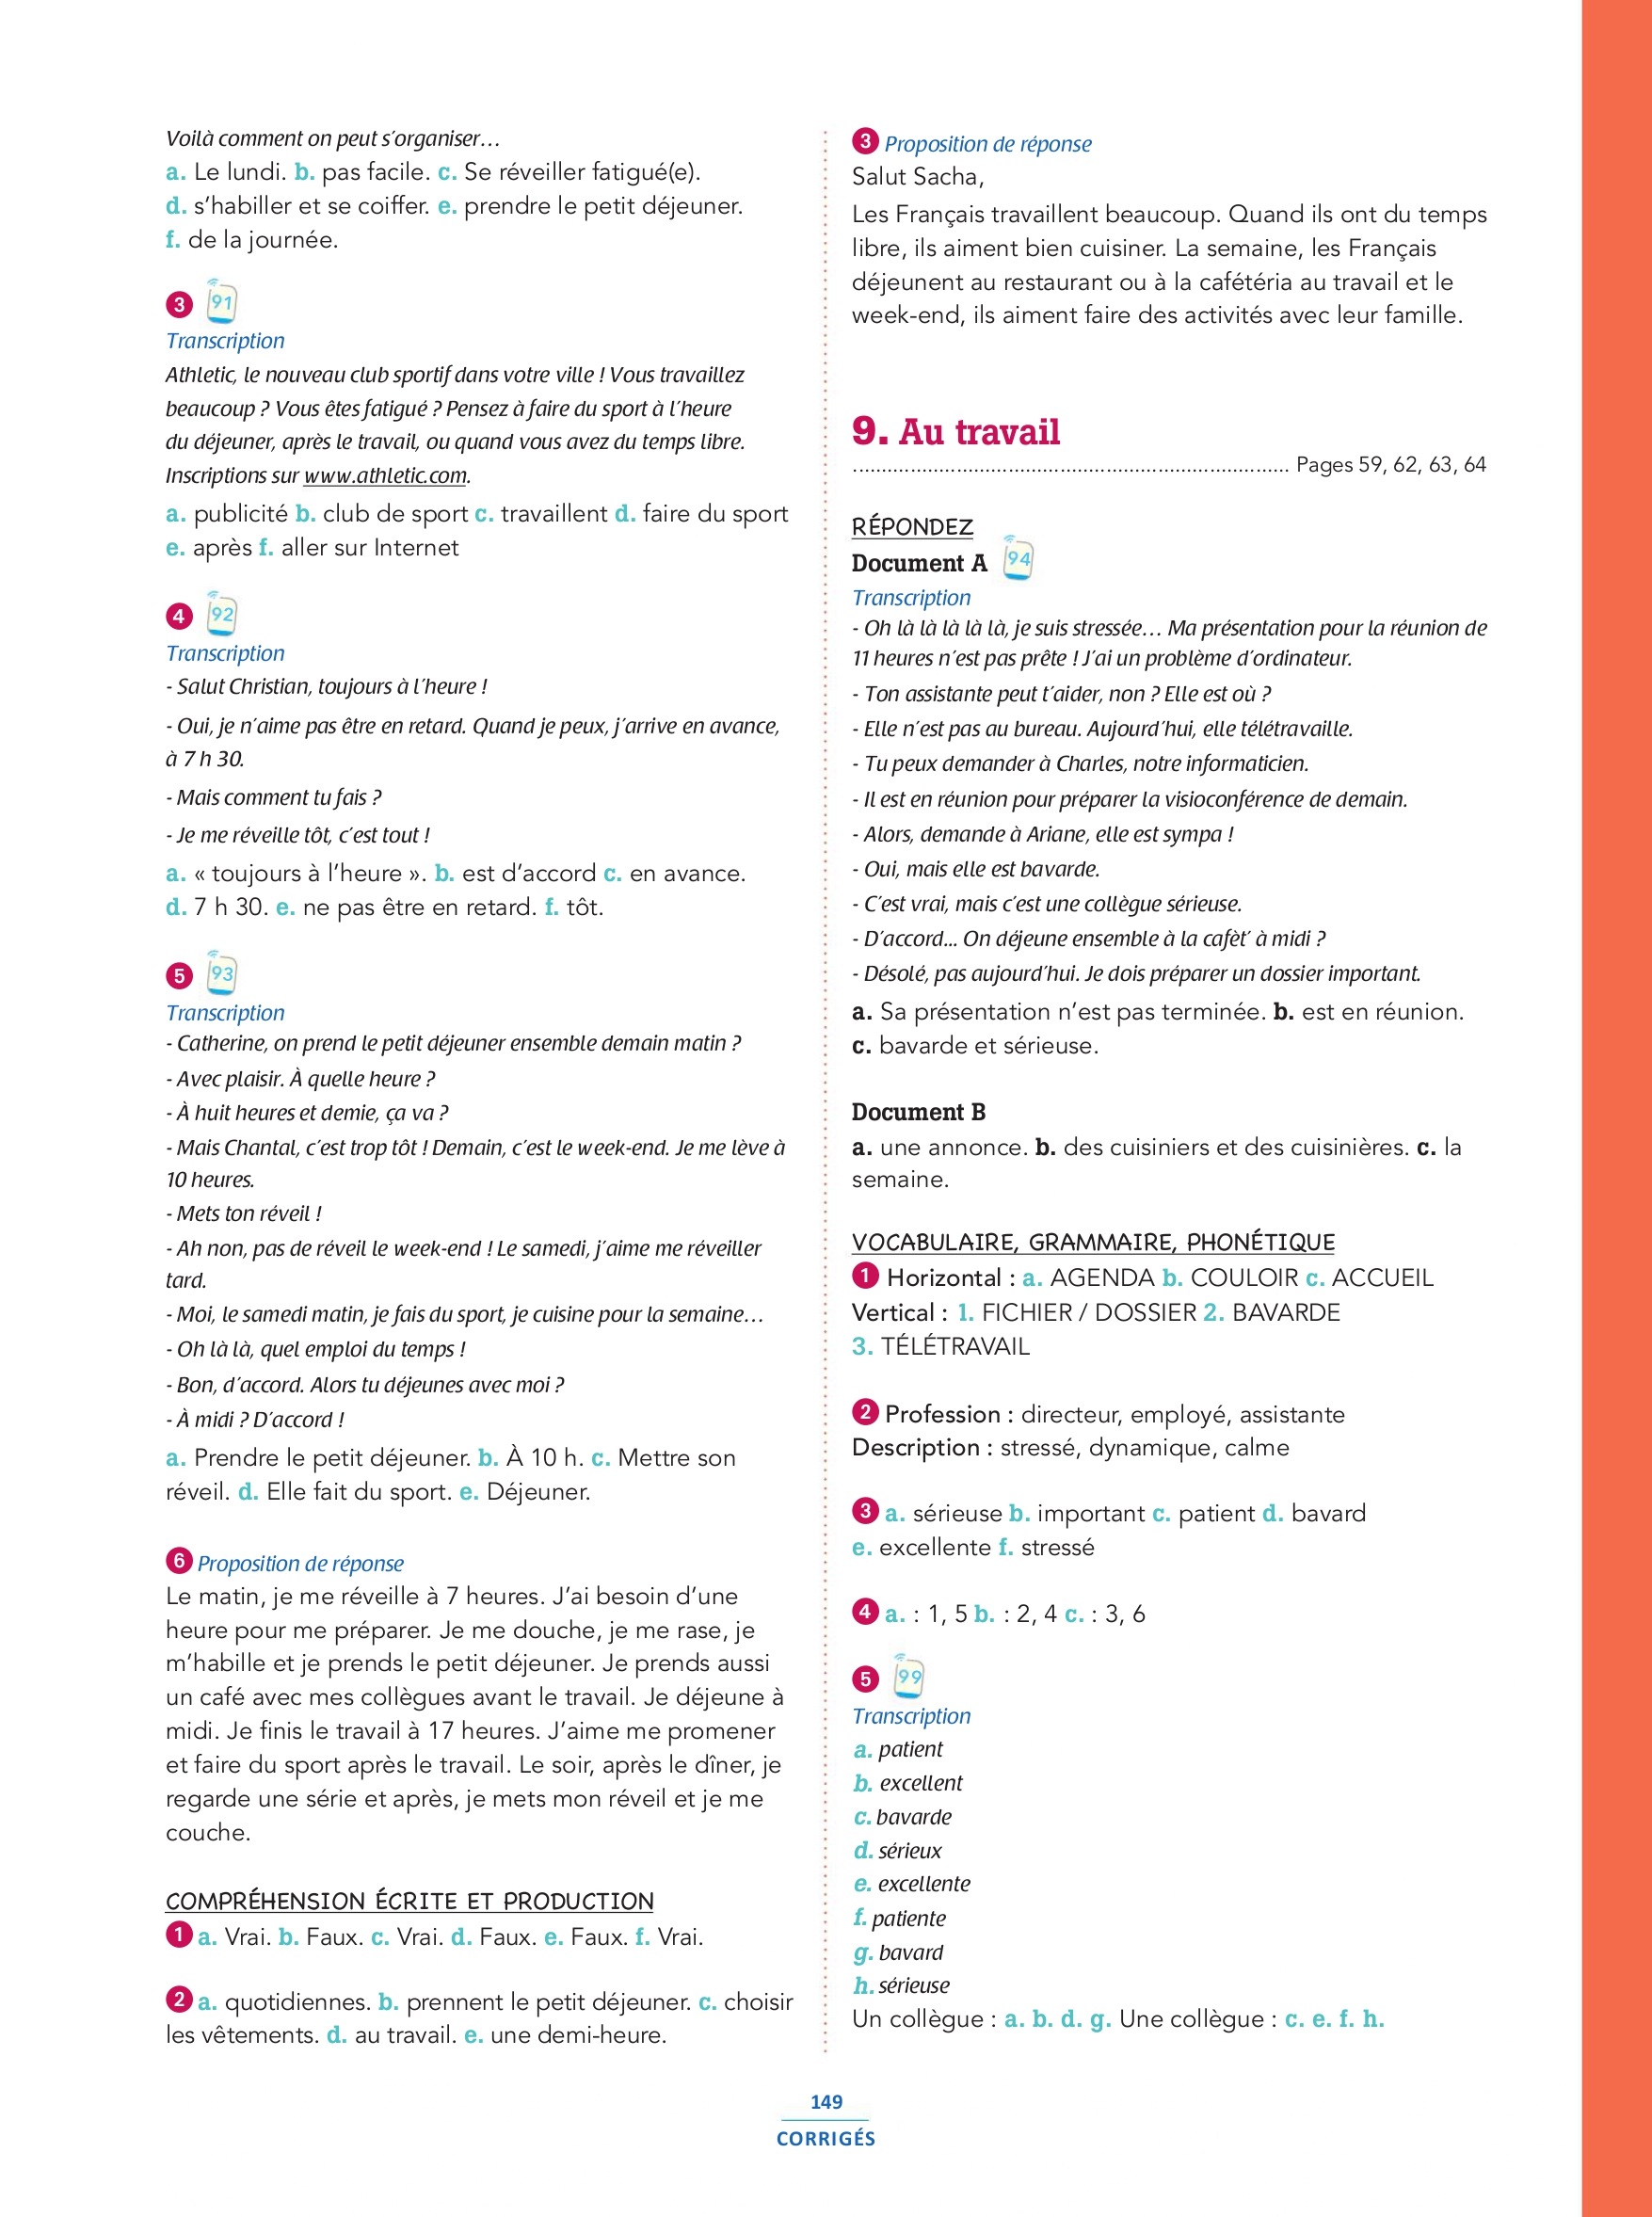 Voilà comment on peut s'organiser…
a. Le lundi. b. pas facile. c. Se réveiller fatigué(e).
d. s'habiller et se coiffer. e. prendre le petit déjeuner.
f. de la journée.
3 91
Transcription
Athletic, le nouveau club sportif dans votre ville ! Vous travaillez
beaucoup ? Vous êtes fatigué ? Pensez à faire du sport à l'heure
du déjeuner, après le travail, ou quand vous avez du temps libre.
Inscriptions sur www.athletic.com.
a. publicité b. club de sport c. travaillent d. faire du sport
e. après f. aller sur Internet
4 92
Transcription
- Salut Christian, toujours à l'heure !
- Oui, je n'aime pas être en retard. Quand je peux, j'arrive en avance,
à 7 h 30.
- Mais comment tu fais ?
- Je me réveille tôt, c'est tout !
a. « toujours à l'heure ». b. est d'accord c. en avance.
d. 7 h 30. e. ne pas être en retard. f. tôt.
5 93
Transcription
- Catherine, on prend le petit déjeuner ensemble demain matin ?
- Avec plaisir. À quelle heure ?
- À huit heures et demie, ça va ?
- Mais Chantal, c'est trop tôt ! Demain, c'est le week-end. Je me lève à
10 heures.
- Mets ton réveil !
- Ah non, pas de réveil le week-end ! Le samedi, j'aime me réveiller
tard.
- Moi, le samedi matin, je fais du sport, je cuisine pour la semaine…
- Oh là là, quel emploi du temps !
- Bon, d'accord. Alors tu déjeunes avec moi ?
- À midi ? D'accord !
a. Prendre le petit déjeuner. b. À 10 h. c. Mettre son
réveil. d. Elle fait du sport. e. Déjeuner.
6 Proposition de réponse
Le matin, je me réveille à 7 heures. J'ai besoin d'une
heure pour me préparer. Je me douche, je me rase, je
m'habille et je prends le petit déjeuner. Je prends aussi
un café avec mes collègues avant le travail. Je déjeune à
midi. Je finis le travail à 17 heures. J'aime me promener
et faire du sport après le travail. Le soir, après le dîner, je
regarde une série et après, je mets mon réveil et je me
couche.
COMPRÉHENSION ÉCRITE ET PRODUCTION
1 a. Vrai. b. Faux. c. Vrai. d. Faux. e. Faux. f. Vrai.
2 a. quotidiennes. b. prennent le petit déjeuner. c. choisir
les vêtements. d. au travail. e. une demi-heure.
3 Proposition de réponse
Salut Sacha,
Les Français travaillent beaucoup. Quand ils ont du temps
libre, ils aiment bien cuisiner. La semaine, les Français
déjeunent au restaurant ou à la cafétéria au travail et le
week-end, ils aiment faire des activités avec leur famille.
9. Au travail
........................................................................... Pages 59, 62, 63, 64
RÉPONDEZ
Document A 94
Transcription
- Oh là là là là là, je suis stressée… Ma présentation pour la réunion de
11 heures n'est pas prête ! J'ai un problème d'ordinateur.
- Ton assistante peut t'aider, non ? Elle est où ?
- Elle n'est pas au bureau. Aujourd'hui, elle télétravaille.
- Tu peux demander à Charles, notre informaticien.
- Il est en réunion pour préparer la visioconférence de demain.
- Alors, demande à Ariane, elle est sympa !
- Oui, mais elle est bavarde.
- C'est vrai, mais c'est une collègue sérieuse.
- D'accord... On déjeune ensemble à la cafèt' à midi ?
- Désolé, pas aujourd'hui. Je dois préparer un dossier important.
a. Sa présentation n'est pas terminée. b. est en réunion.
c. bavarde et sérieuse.
Document B
a. une annonce. b. des cuisiniers et des cuisinières. c. la
semaine.
VOCABULAIRE, GRAMMAIRE, PHONÉTIQUE
1 Horizontal : a. AGENDA b. COULOIR c. ACCUEIL
Vertical : 1. FICHIER / DOSSIER 2. BAVARDE
3. TÉLÉTRAVAIL
2 Profession : directeur, employé, assistante
Description : stressé, dynamique, calme
3 a. sérieuse b. important c. patient d. bavard
e. excellente f. stressé
4 a. : 1, 5 b. : 2, 4 c. : 3, 6
5 99
Transcription
a. patient
b. excellent
c. bavarde
d. sérieux
e. excellente
f. patiente
g. bavard
h. sérieuse
Un collègue : a. b. d. g. Une collègue : c. e. f. h.
149
CORRIGÉS